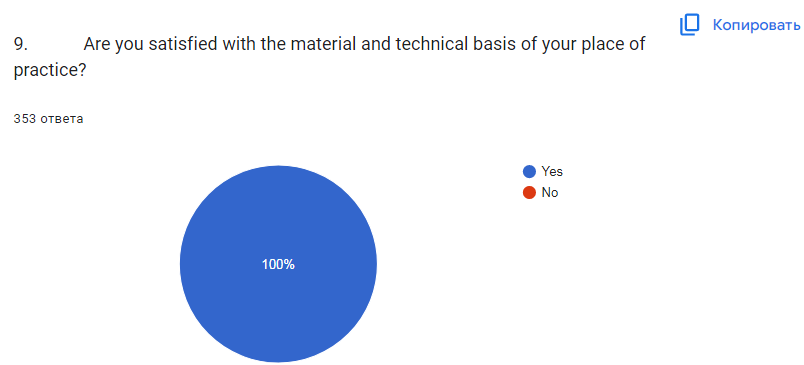 Копировать
9. Are you satisfied with the material and technical basis of your place of
practice?
353 ответа
Yes
No
100%